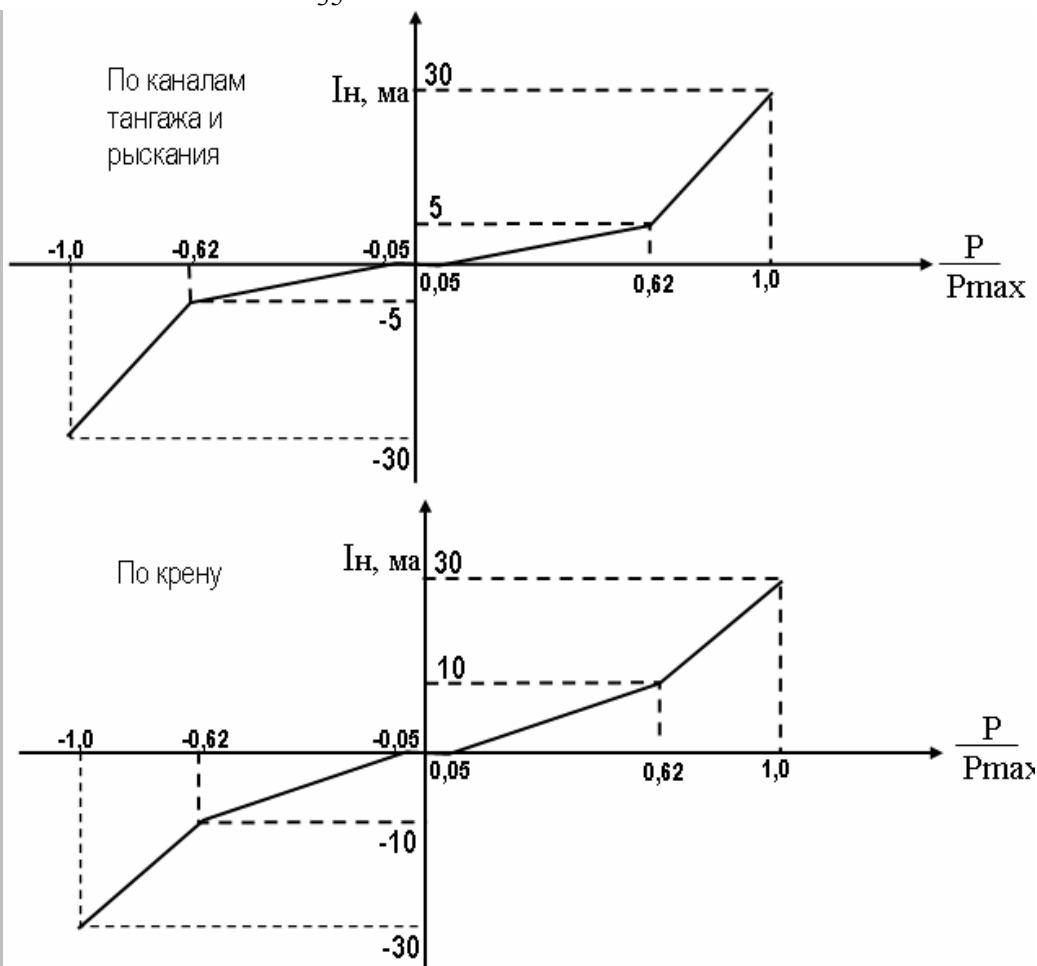 По каналам
тангажа и
рыскания
Iн, ма
30
5
-1,0
-0,62
-0,05
0,05
0,62
1,0
P
Pmax
-5
-30
По крену
Iн, ма
30
10
-1,0
-0,62
-0,05
0,05
0,62
1,0
P
Pmax
-10
-30